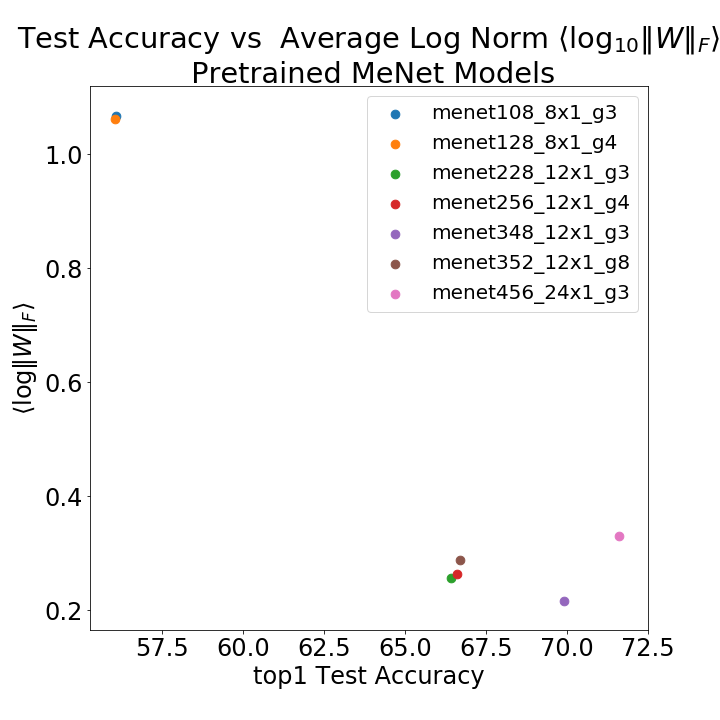 Test Accuracy vs  Average Log Norm ⟨log₁₀‖W‖F⟩
Pretrained MeNet Models
menet108_8x1_g3
menet128_8x1_g4
menet228_12x1_g3
menet256_12x1_g4
menet348_12x1_g3
menet352_12x1_g8
menet456_24x1_g3
⟨log‖W‖F⟩
1.0
0.8
0.6
0.4
0.2
57.5 60.0 62.5 65.0 67.5 70.0 72.5
top1 Test Accuracy